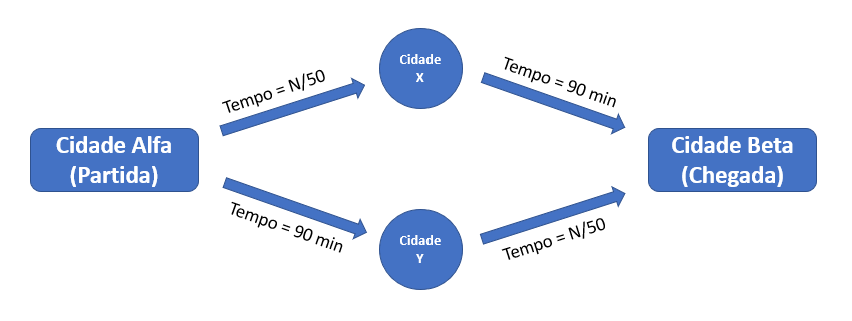 Cidade Alfa
(Partida)
Tempo = N/50
Cidade
X
Tempo = 90 min
Tempo = 90 min
Cidade
Y
Tempo = N/50
Cidade Beta
(Chegada)